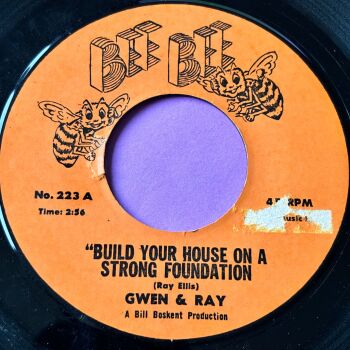 BEE BEE
No. 223 A
45 RPM
Time: 2:56
"BUILD YOUR HOUSE ON A
STRONG FOUNDATION
(Ray Ellis)
GWEN & RAY
A Bill Boskent Production